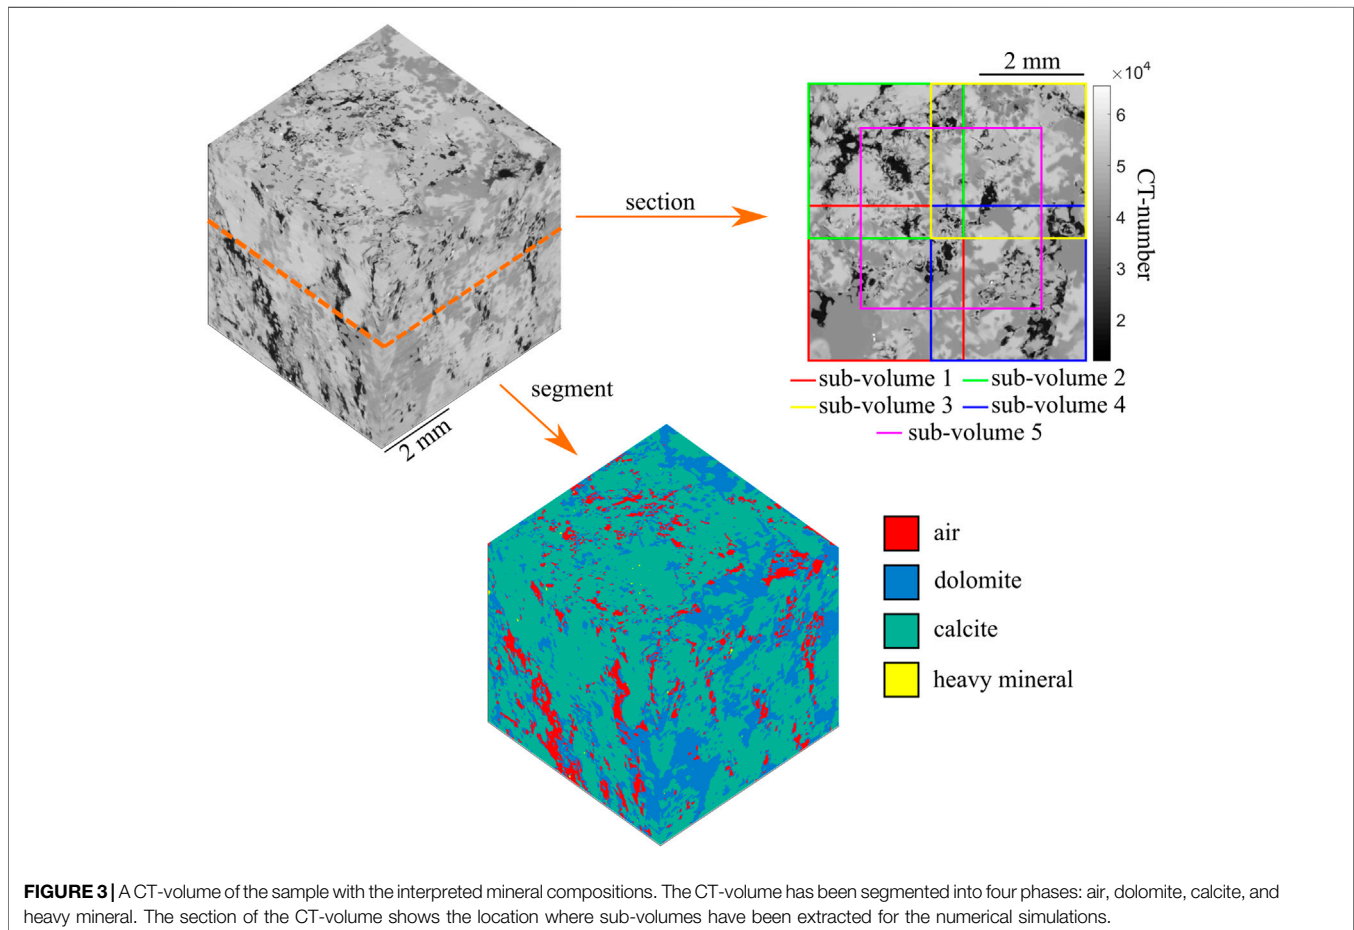 2 mm
×10⁴
6
5
4
3
2
CT-number
section
sub-volume 1 sub-volume 2
sub-volume 3 sub-volume 4
sub-volume 5
2 mm
segment
air
dolomite
calcite
heavy mineral
FIGURE 3 | A CT-volume of the sample with the interpreted mineral compositions. The CT-volume has been segmented into four phases: air, dolomite, calcite, and
heavy mineral. The section of the CT-volume shows the location where sub-volumes have been extracted for the numerical simulations.